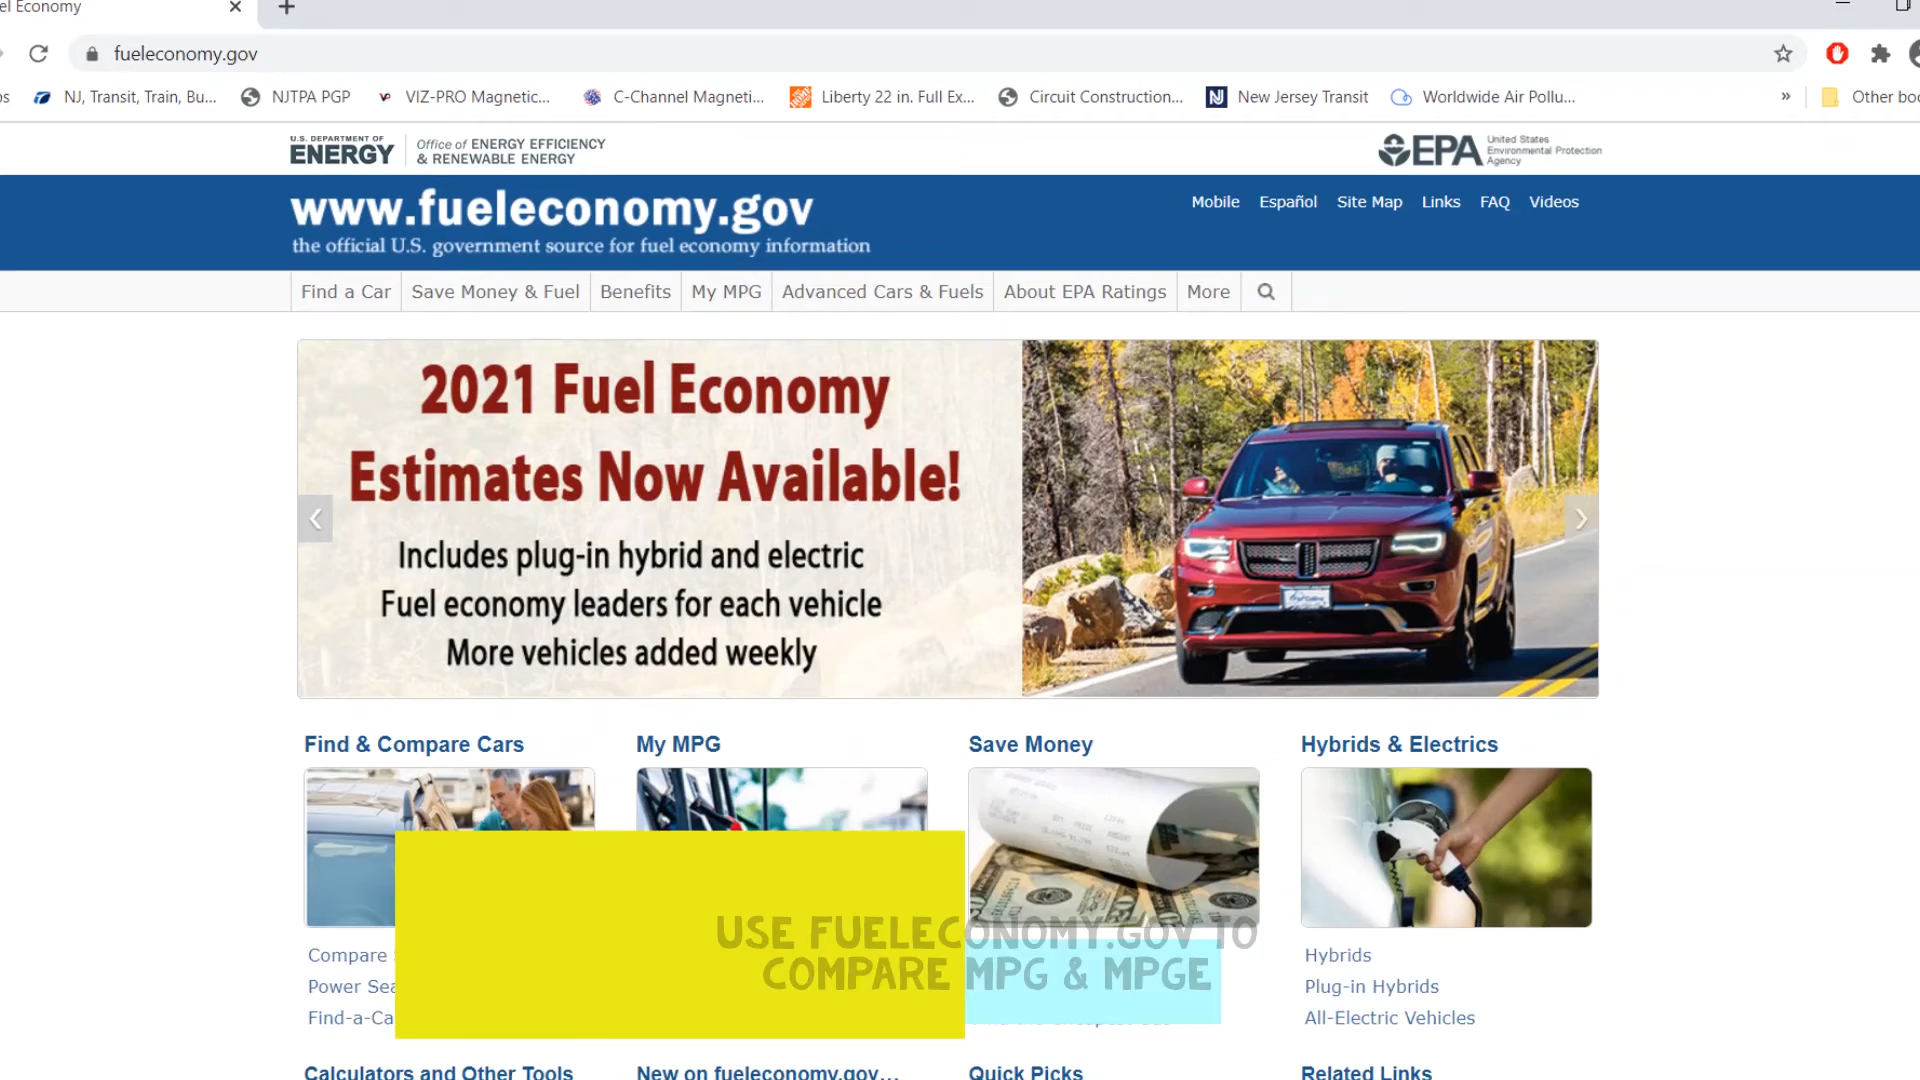 el Economy
fueleconomy.gov
NJ, Transit, Train, Bu...
NJTPA PGP
VIZ-PRO Magnetic...
C-Channel Magneti...
Liberty 22 in. Full Ex...
Circuit Construction...
New Jersey Transit
Worldwide Air Pollu...
»
Other boo
U.S. DEPARTMENT OF
ENERGY
Office of ENERGY EFFICIENCY
& RENEWABLE ENERGY
EPA
United States
Environmental Protection
Agency
www.fueleconomy.gov
the official U.S. government source for fuel economy information
Mobile Español Site Map Links FAQ Videos
Find a Car Save Money & Fuel Benefits My MPG Advanced Cars & Fuels About EPA Ratings More
2021 Fuel Economy
Estimates Now Available!
Includes plug-in hybrid and electric
Fuel economy leaders for each vehicle
More vehicles added weekly
Find & Compare Cars
My MPG
Save Money
Hybrids & Electrics
USE FUELECONOMY.GOV TO
COMPARE MPG & MPGE
Compare
Power Sea
Find-a-Ca
Hybrids
Plug-in Hybrids
All-Electric Vehicles
Calculators and Other Tools
New on fueleconomy.gov...
Quick Picks
Related Links